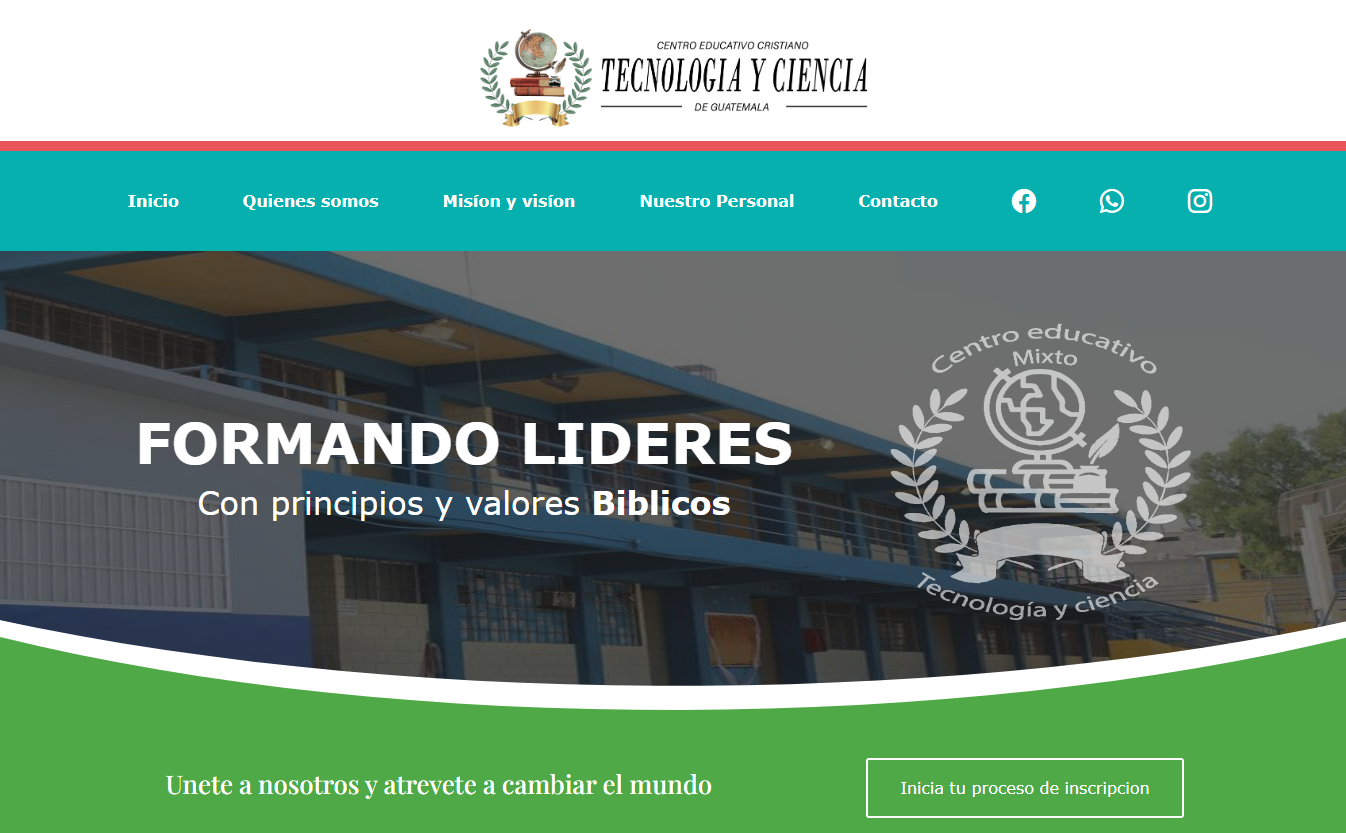 CENTRO EDUCATIVO CRISTIANO
TECNOLOGIA Y CIENCIA
DE GUATEMALA
Inicio
Quienes somos
Misíon y visíon
Nuestro Personal
Contacto
Centro educativo
Mixto
FORMANDO LIDERES
Con principios y valores Biblicos
Tecnología y ciencia
Unete a nosotros y atrevete a cambiar el mundo
Inicia tu proceso de inscripcion